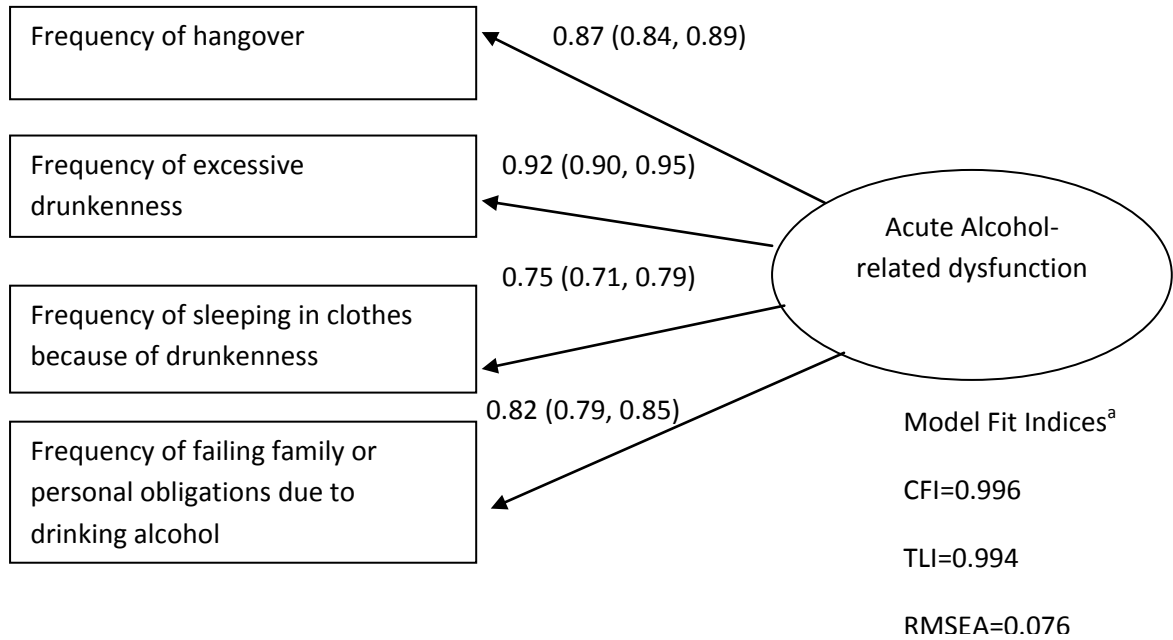 Frequency of hangover
0.87 (0.84, 0.89)
Frequency of excessive
drunkenness
0.92 (0.90, 0.95)
Acute Alcohol-
related dysfunction
0.75 (0.71, 0.79)
Frequency of sleeping in clothes
because of drunkenness
0.82 (0.79, 0.85)
Frequency of failing family or
personal obligations due to
drinking alcohol
Model Fit Indicesᵃ
CFI=0.996
TLI=0.994
RMSEA=0.076